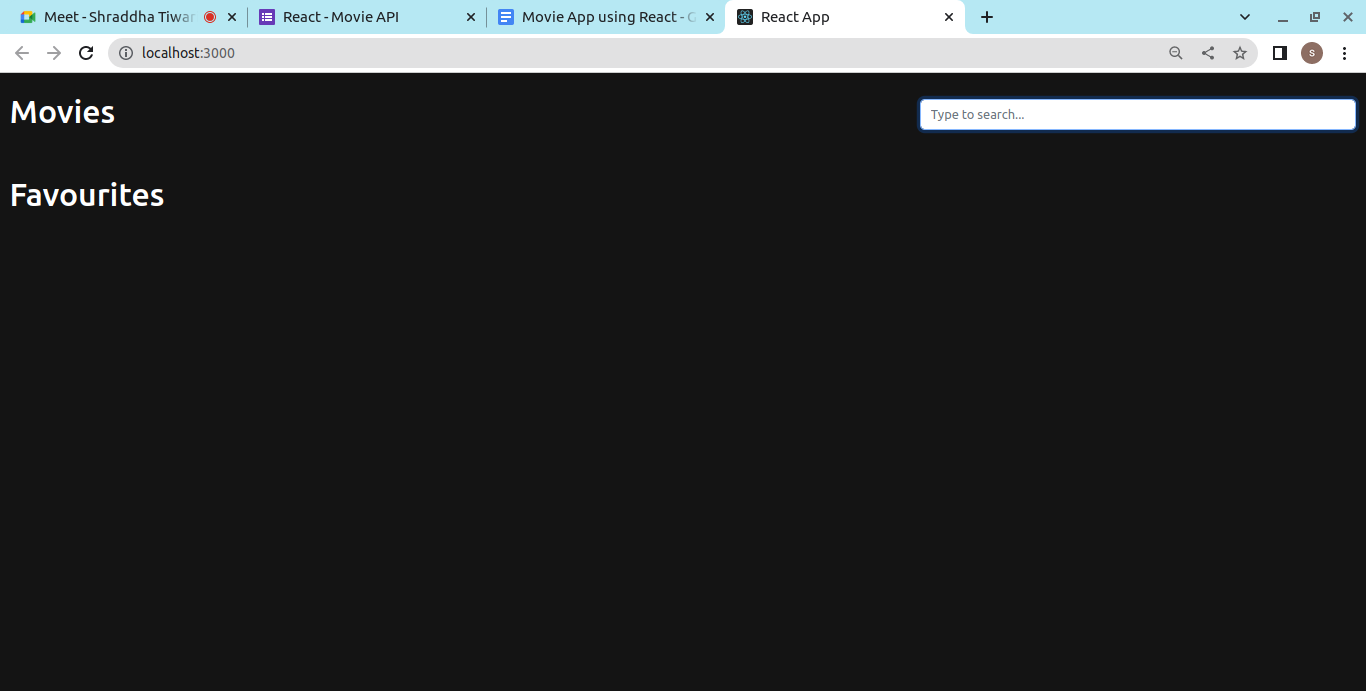 Meet - Shraddha Tiwar
React - Movie API
Movie App using React - G
React App
localhost:3000
S
Movies
Type to search...
Favourites